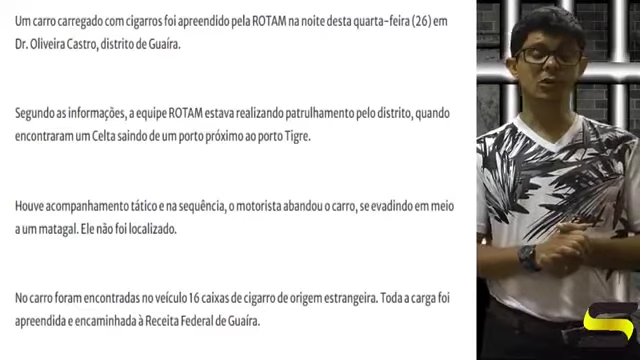 Um carro carregado com cigarros foi apreendido pela ROTAM na noite desta quarta-feira (26) em
Dr. Oliveira Castro, distrito de Guaíra.
Segundo as informações, a equipe ROTAM estava realizando patrulhamento pelo distrito, quando
encontraram um Celta saindo de um porto próximo ao porto Tigre.
Houve acompanhamento tático e na sequência, o motorista abandou o carro, se evadindo em meio
a um matagal. Ele não foi localizado.
No carro foram encontradas no veículo 16 caixas de cigarro de origem estrangeira. Toda a carga foi
apreendida e encaminhada à Receita Federal de Guaíra.